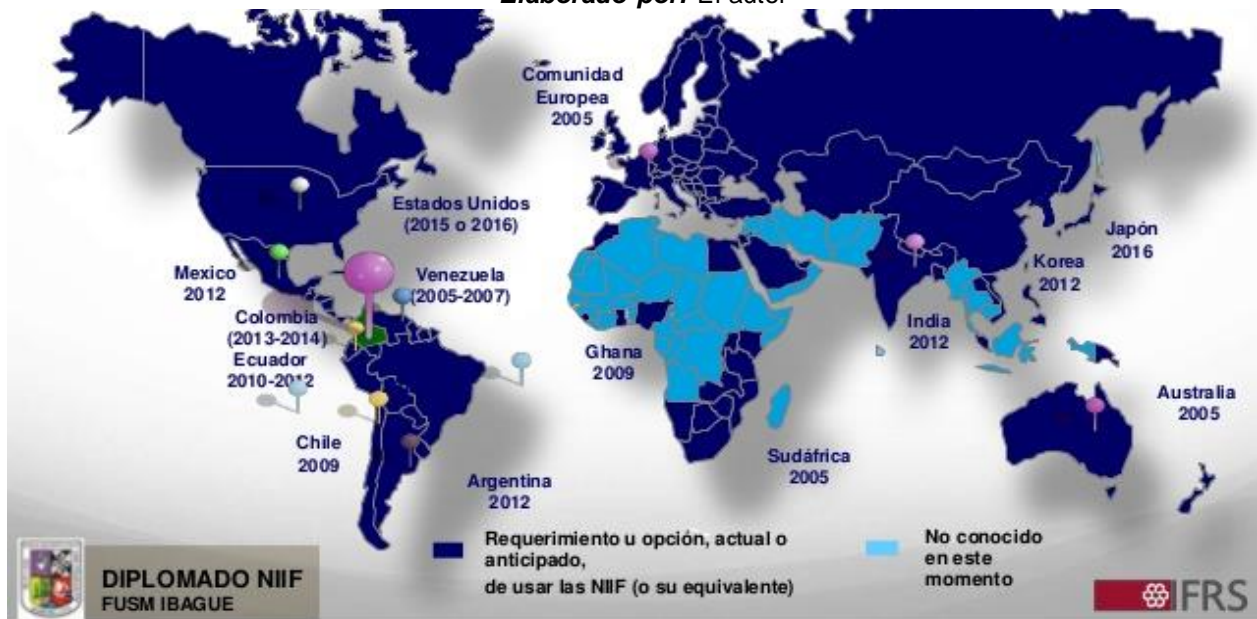 Elaborado por: El autor
Comunidad
Europea
2005
Estados Unidos
(2015 o 2016)
Mexico
2012
Venezuela
(2005-2007)
Colombia
(2013-2014)
Ecuador
2010-2012
Chile
2009
Argentina
2012
Ghana
2009
Sudáfrica
2005
India
2012
Korea
2012
Japón
2016
Australia
2005
Requerimiento u opción, actual o
anticipado,
de usar las NIIF (o su equivalente)
No conocido
en este
momento
DIPLOMADO NIIF
FUSM IBAGUE
IFRS